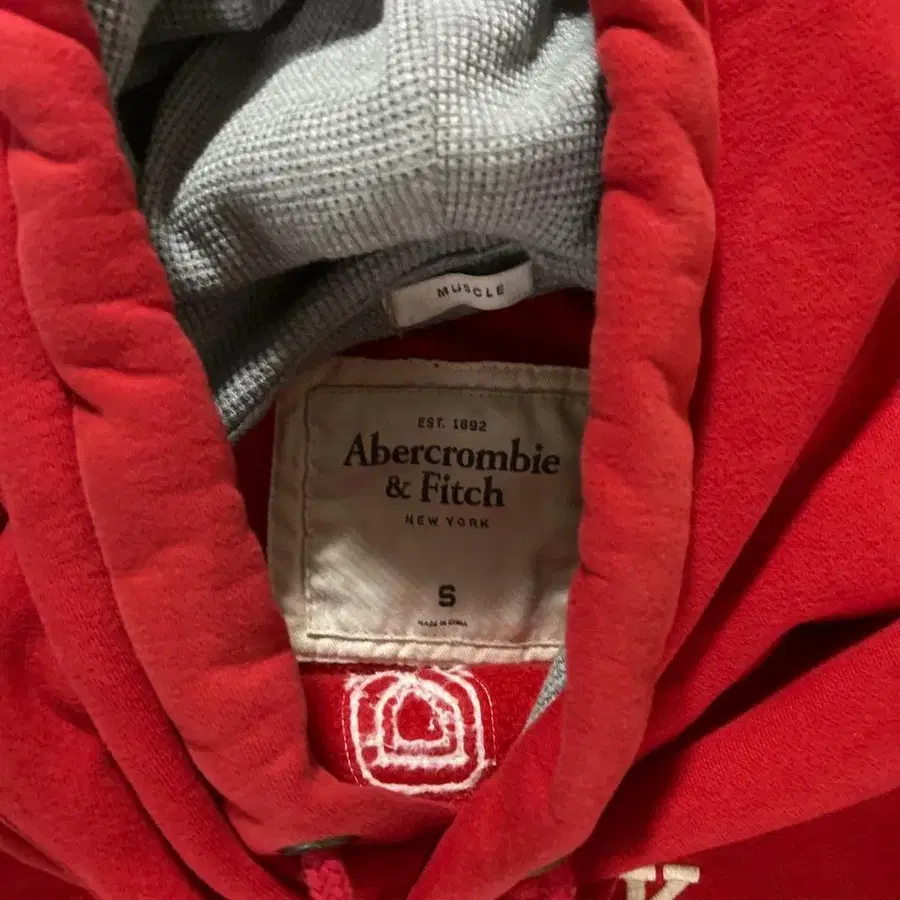 MUSCLE
EST. 1892
Abercrombie
& Fitch
NEW YORK
S
MADE IN CHINA
K